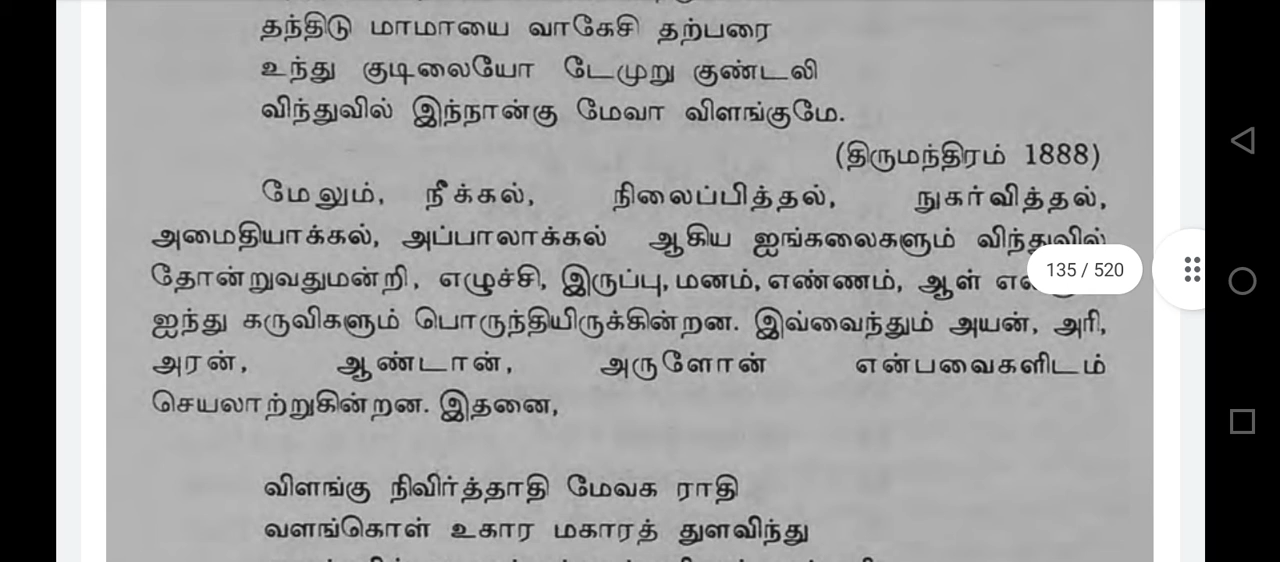 தந்திடு மாமாயை வாகேசி தற்பரை
உந்து குடிலையோ டேமுறு குண்டலி
விந்துவில் இந்நான்கு மேவா விளங்குமே.
(திருமந்திரம் 1888)
மேலும், நீக்கல், நிலைப்பித்தல், நுகர்வித்தல்,
அமைதியாக்கல், அப்பாலாக்கல் ஆகிய ஐங்கலைகளும் விந்துவில்
தோன்றுவதுமன்றி, எழுச்சி, இருப்பு, மனம், எண்ணம், ஆள்
135 / 520
ஐந்து கருவிகளும் பொருந்தியிருக்கின்றன. இவ்வைந்தும் அயன், அரி,
அரன், ஆண்டான், அருளோன் என்பவைகளிடம்
செயலாற்றுகின்றன. இதனை,
விளங்கு நிவிர்த்தாதி மேவக ராதி
வளங்கொள் உகார மகாரத் துளவிந்து